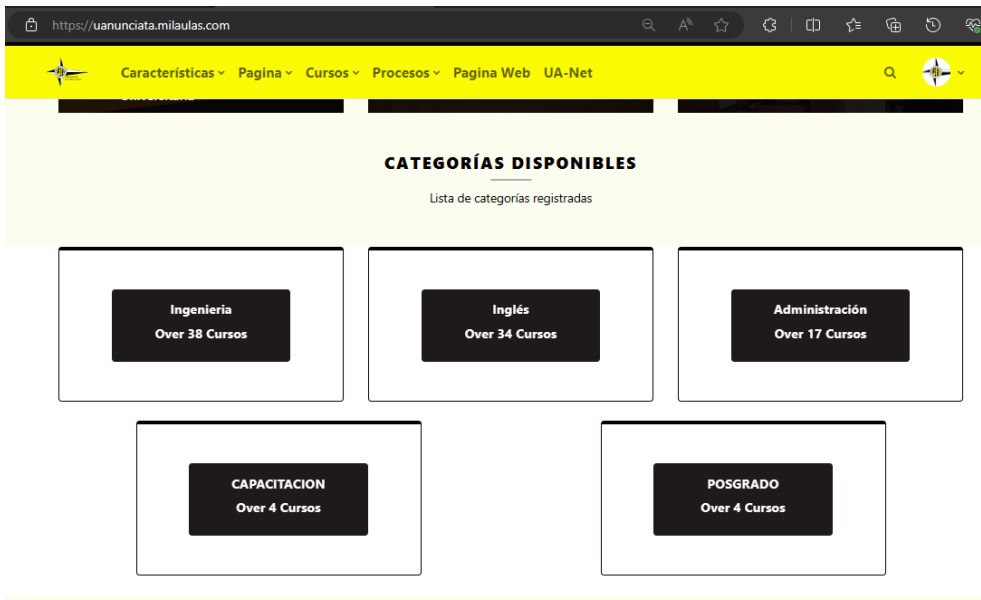 https://uanunciata.milaulas.com
Características Pagina Cursos Procesos Pagina Web UA-Net
CATEGORÍAS DISPONIBLES
Lista de categorías registradas
Ingenieria
Over 38 Cursos
Inglés
Over 34 Cursos
Administración
Over 17 Cursos
CAPACITACION
Over 4 Cursos
POSGRADO
Over 4 Cursos